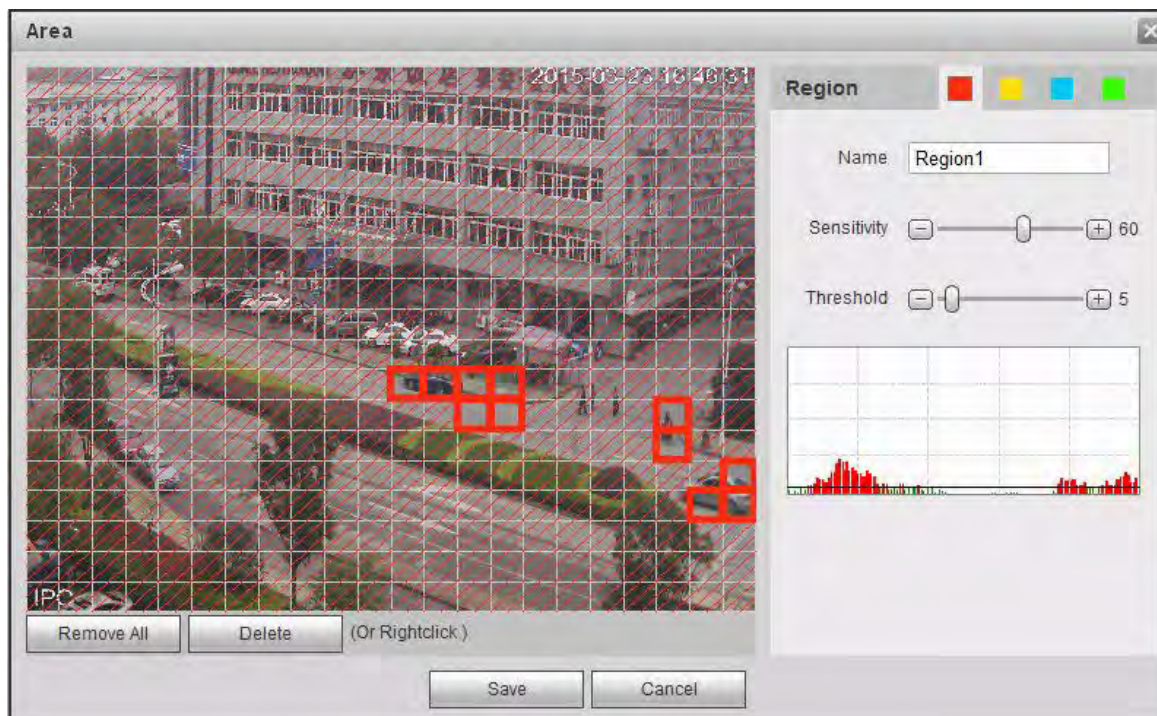 Area
2015-03-23 16:46:31
Region
Name Region1
Sensitivity 60
Threshold 5
IPC
Remove All Delete (Or Rightclick.)
Save Cancel